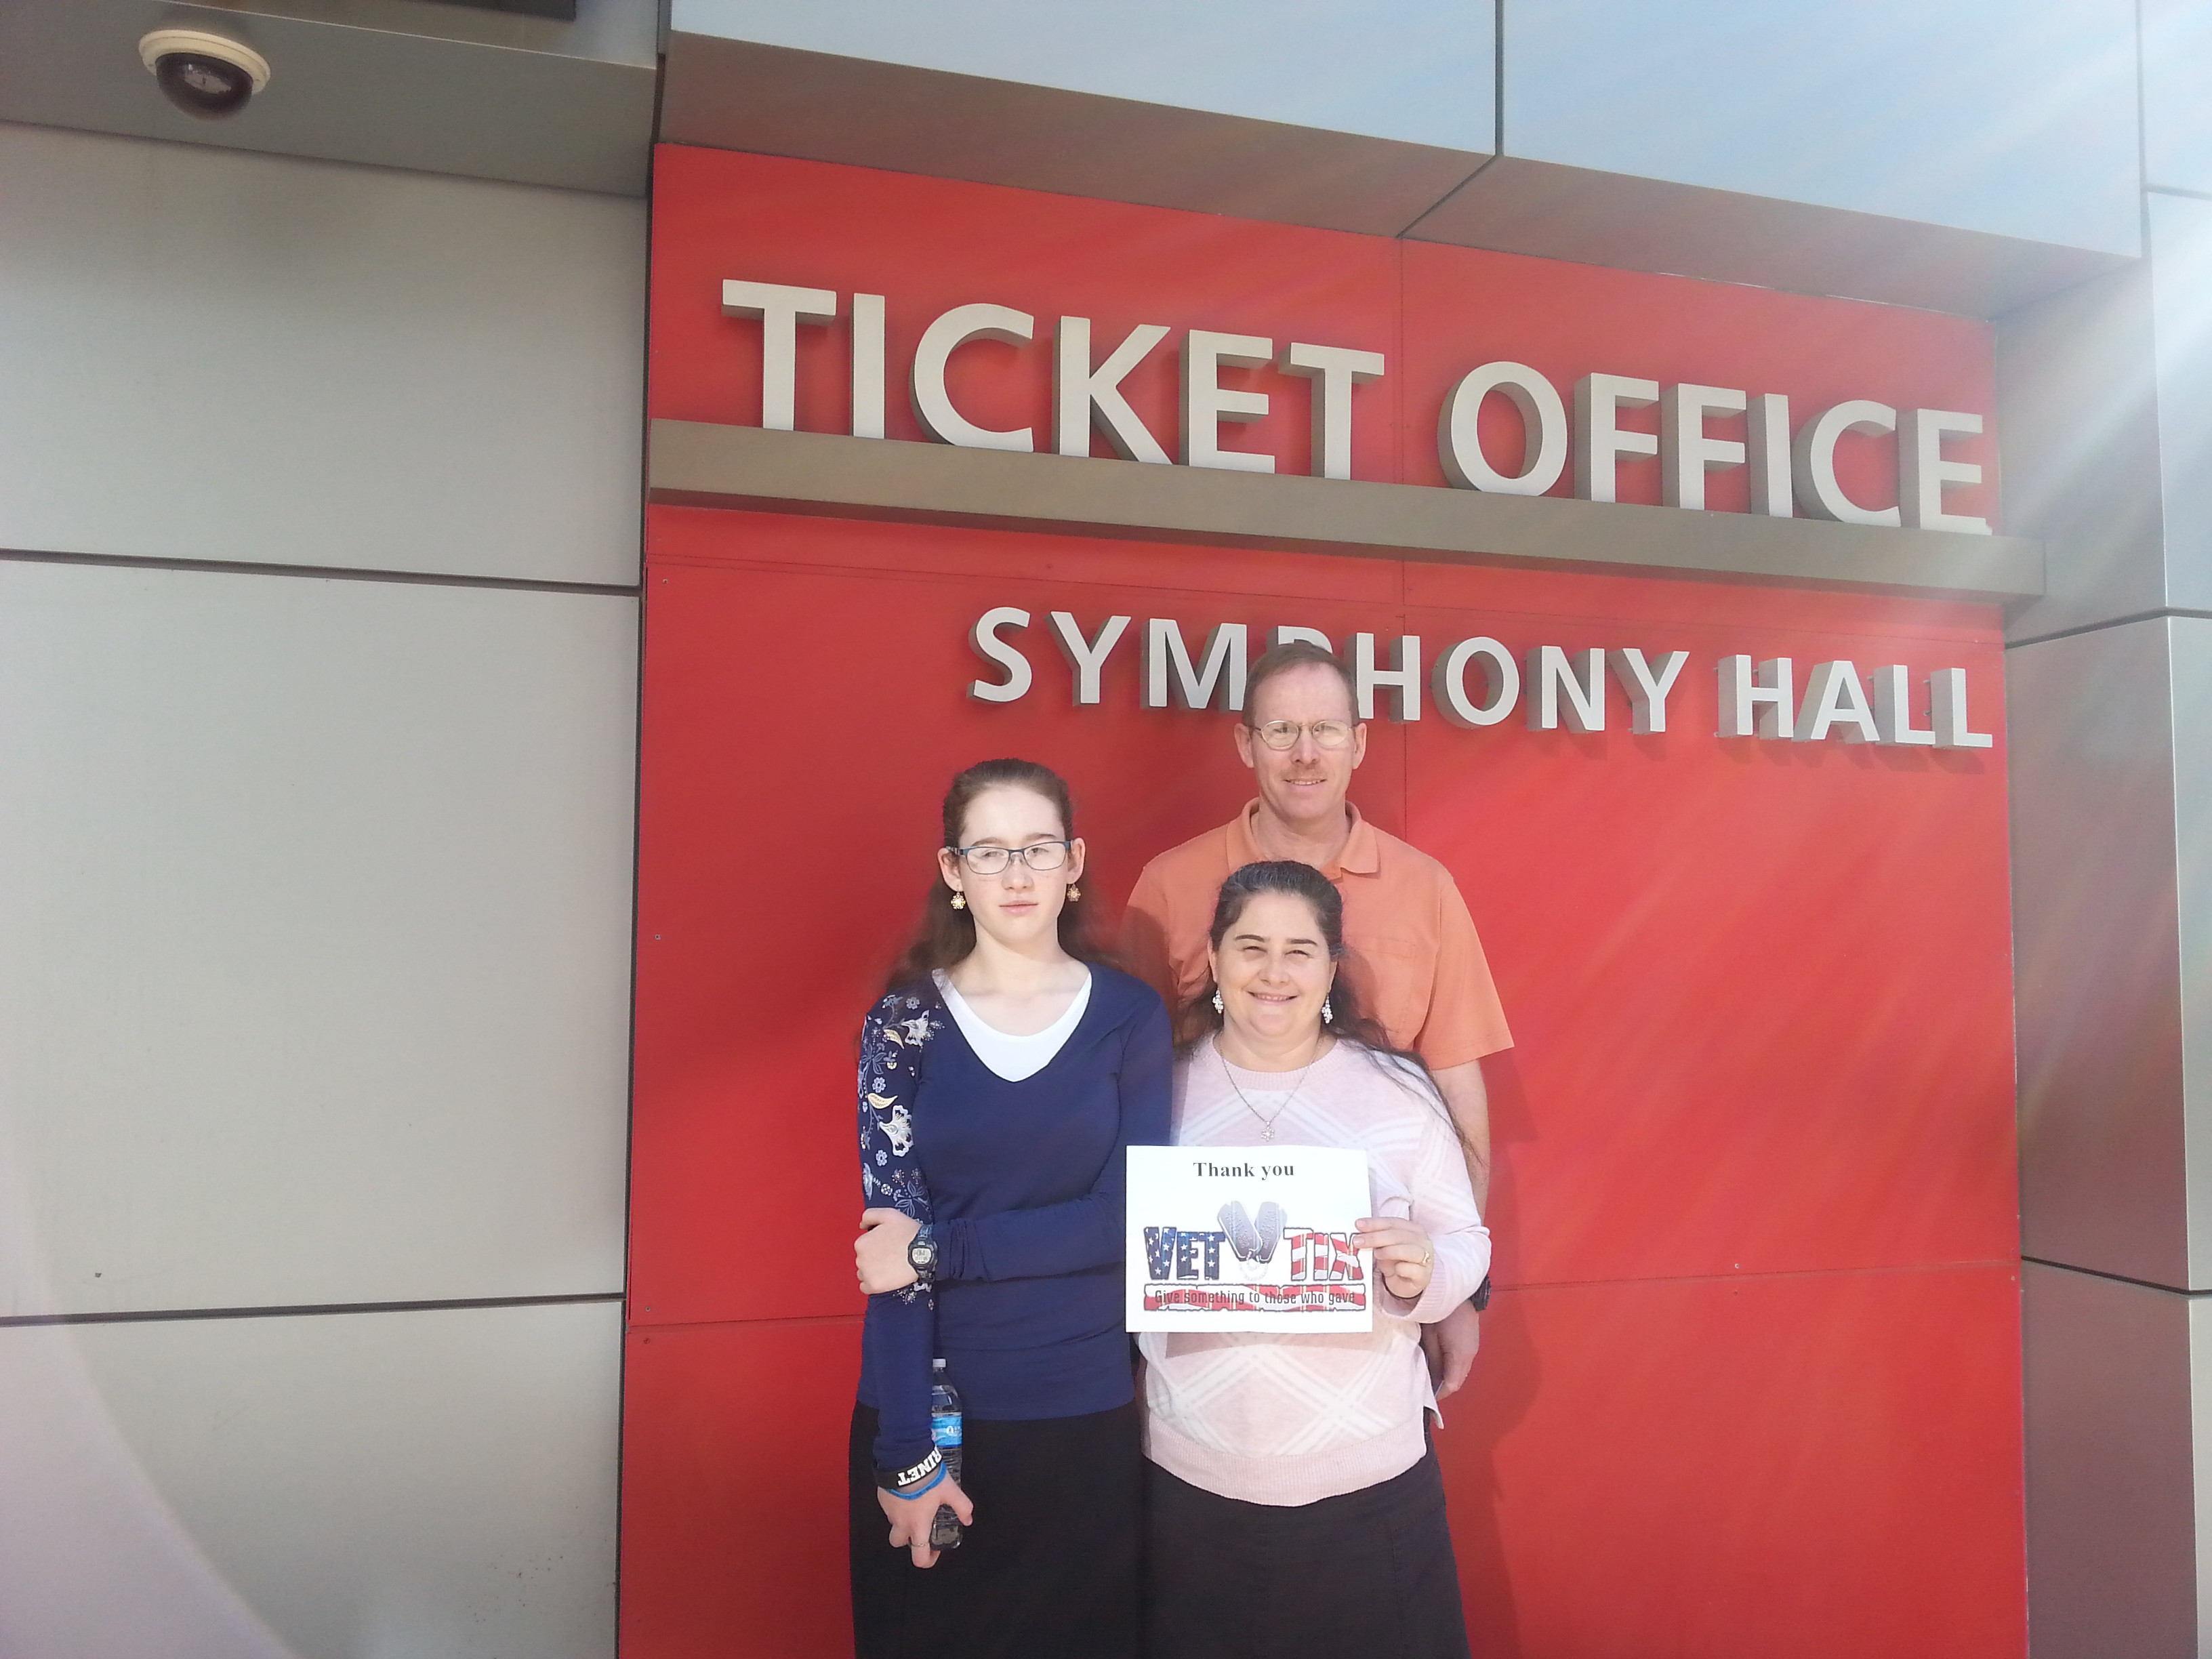 TICKET OFFICE
SYMPHONY HALL
Thank you
VET TIX
Give something to those who gave